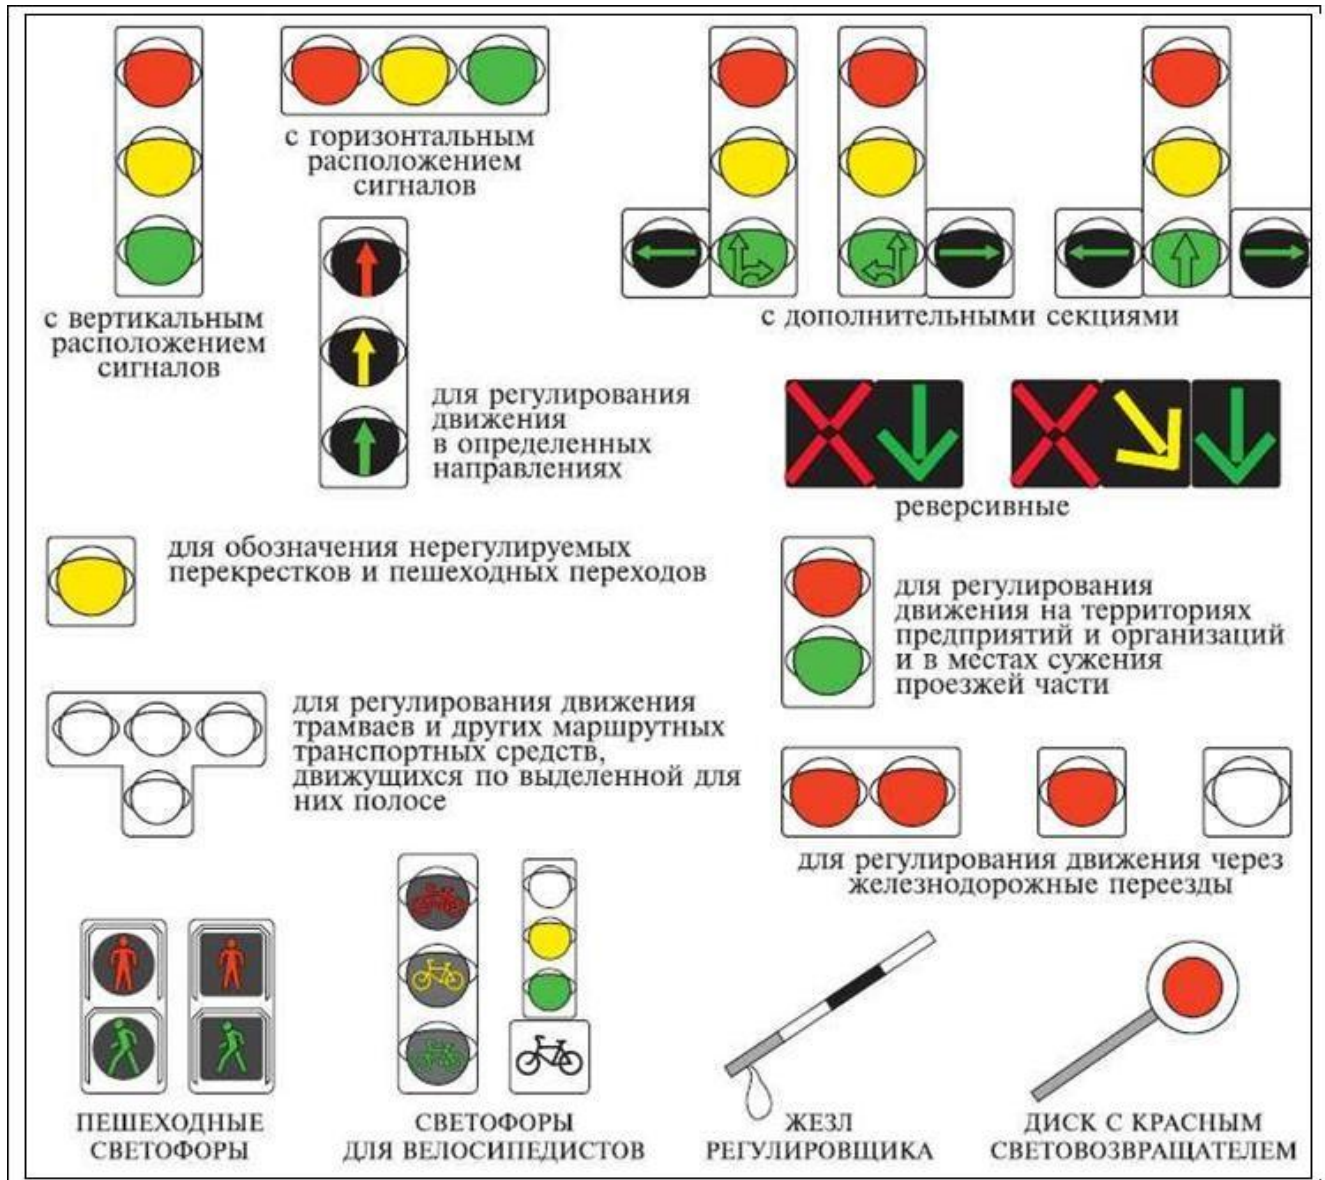 с горизонтальным
расположением
сигналов
с вертикальным
расположением
сигналов
с дополнительными секциями
для регулирования
движения
в определенных
направлениях
реверсивные
для обозначения нерегулируемых
перекрестков и пешеходных переходов
для регулирования
движения на территориях
предприятий и организаций
и в местах сужения
проезжей части
для регулирования движения
трамваев и других маршрутных
транспортных средств,
движущихся по выделенной для
них полосе
для регулирования движения через
железнодорожные переезды
ПЕШЕХОДНЫЕ
СВЕТОФОРЫ
СВЕТОФОРЫ
ДЛЯ ВЕЛОСИПЕДИСТОВ
ЖЕЗЛ
РЕГУЛИРОВЩИКА
ДИСК С КРАСНЫМ
СВЕТОВОЗВРАЩАТЕЛЕМ